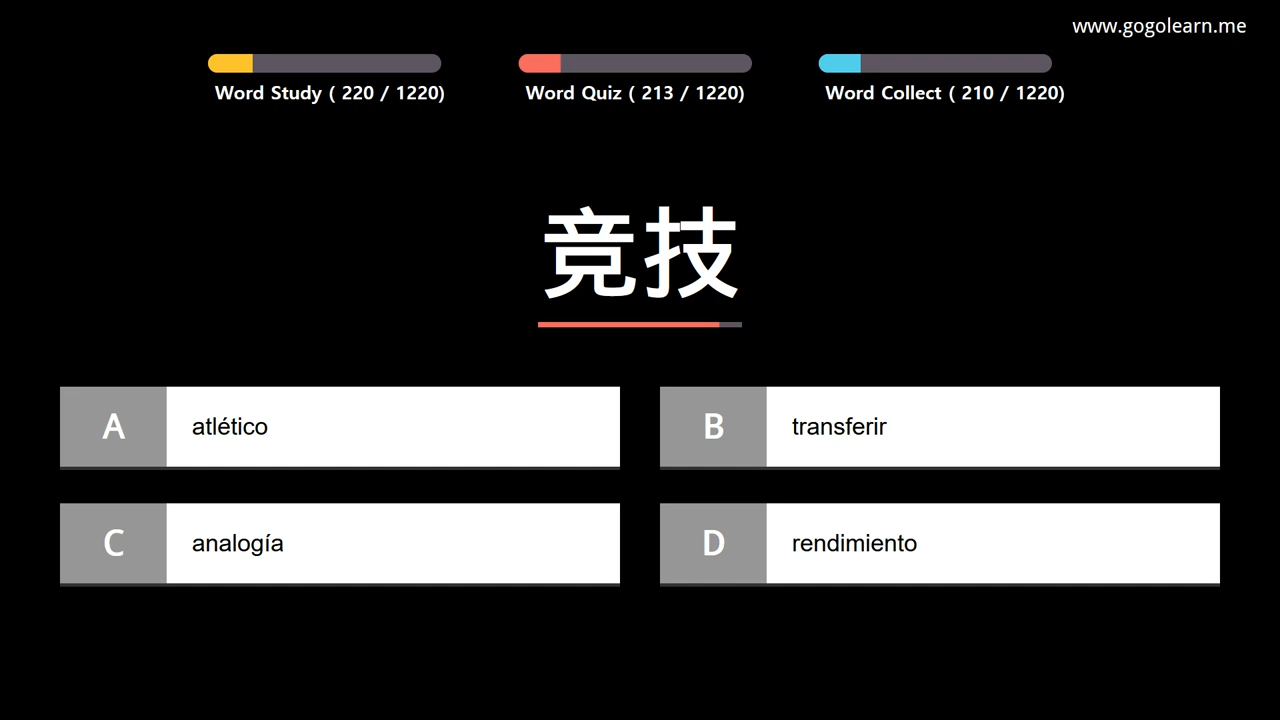 www.gogolearn.me
Word Study ( 220 / 1220)
Word Quiz ( 213 / 1220)
Word Collect ( 210 / 1220)
竞技
A atlético
B transferir
C analogía
D rendimiento